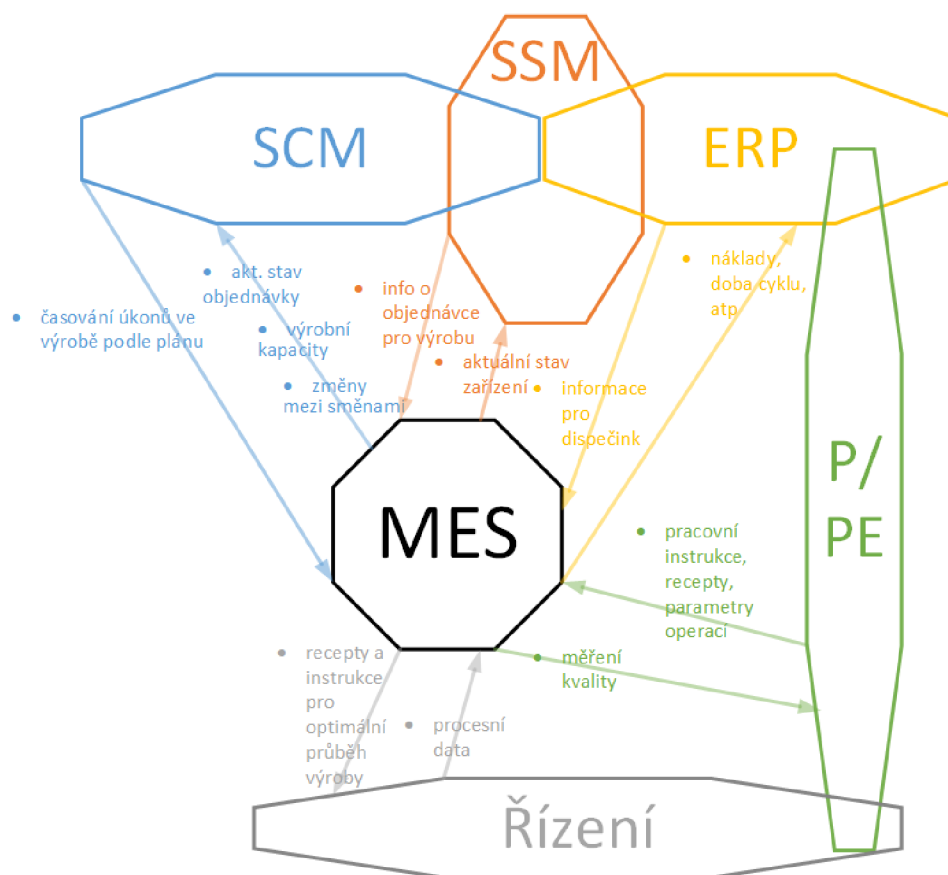 SSM
SCM
ERP
• náklady,
doba cyklu,
atp
• akt. stav
objednávky
• info o
objednávce
pro výrobu
• časování úkonů ve
výrobě podle plánu
• výrobní
kapacity
• aktuální stav
zařízení
• změny
mezi směnami
• informace
pro
dispečink
P/
PE
MES
• pracovní
instrukce,
recepty,
parametry
operaci
• recepty a
instrukce
pro
optimální
průběh
výroby
• měření
kvality
• procesní
data
Řízení